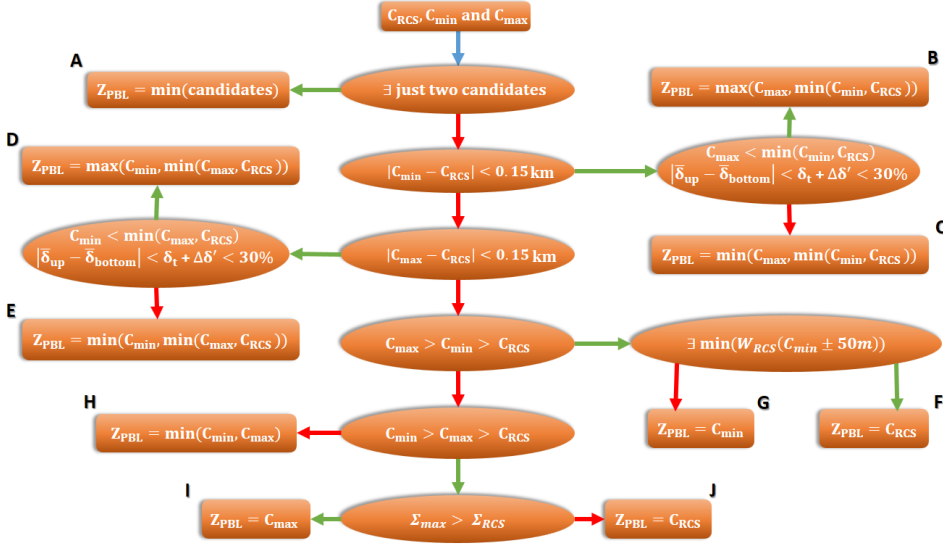 C_RCS, C_min and C_max
A
Z_PBL = min(candidates)
∃ just two candidates
B
Z_PBL = max(C_max, min(C_min, C_RCS))
D
Z_PBL = max(C_min, min(C_max, C_RCS))
|C_min − C_RCS| < 0.15 km
C_max < min(C_min, C_RCS)
|δ̅_up − δ̅_bottom| < δ_t + Δδ′ < 30%
C_min < min(C_max, C_RCS)
|δ̅_up − δ̅_bottom| < δ_t + Δδ′ < 30%
|C_max − C_RCS| < 0.15 km
C
Z_PBL = min(C_max, min(C_min, C_RCS))
E
Z_PBL = min(C_min, min(C_max, C_RCS))
C_max > C_min > C_RCS
∃ min(W_RCS(C_min ± 50m))
H
Z_PBL = min(C_min, C_max)
C_min > C_max > C_RCS
G
Z_PBL = C_min
F
Z_PBL = C_RCS
I
Z_PBL = C_max
Σ_max > Σ_RCS
J
Z_PBL = C_RCS